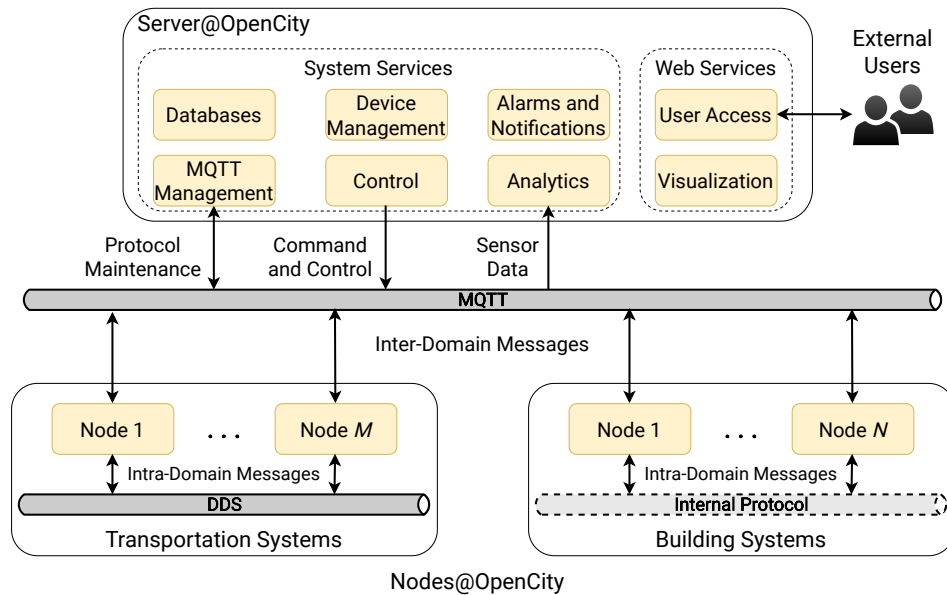 Server@OpenCity
System Services
Web Services
External
Users
Databases
Device
Management
Alarms and
Notifications
User Access
MQTT
Management
Control
Analytics
Visualization
Protocol
Maintenance
Command
and Control
Sensor
Data
MQTT
Inter-Domain Messages
Node 1
. . .
Node M
Node 1
. . .
Node N
Intra-Domain Messages
Intra-Domain Messages
DDS
Internal Protocol
Transportation Systems
Building Systems
Nodes@OpenCity